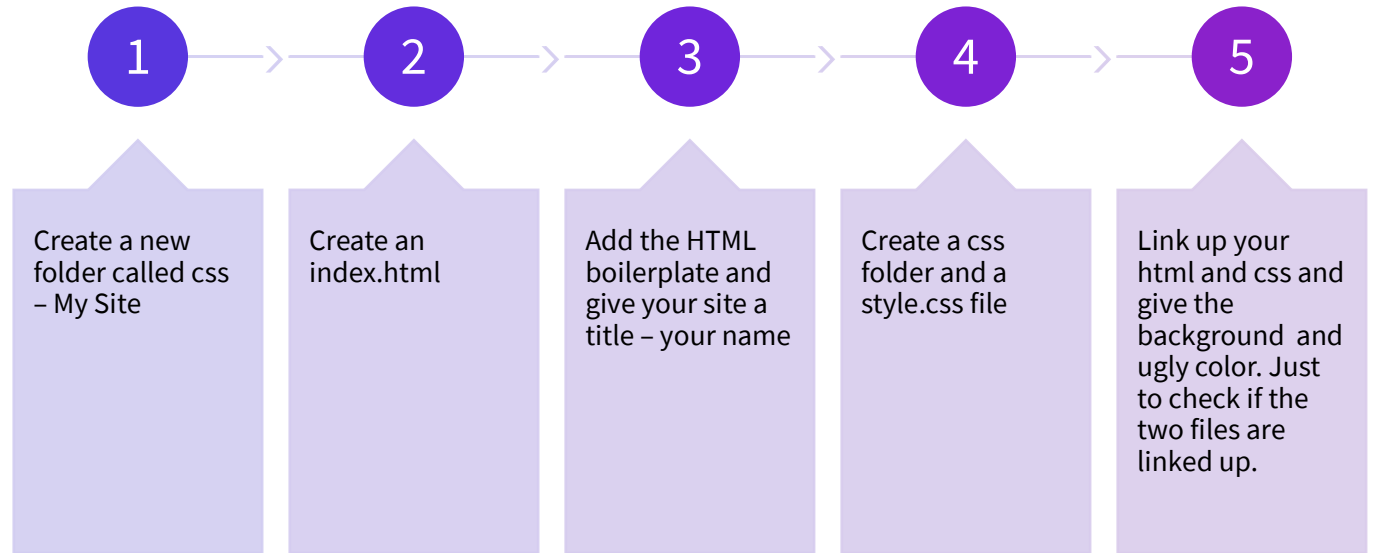 1
2
3
4
5
Create a new
folder called css
– My Site
Create an
index.html
Add the HTML
boilerplate and
give your site a
title – your name
Create a css
folder and a
style.css file
Link up your
html and css and
give the
background  and
ugly color. Just
to check if the
two files are
linked up.